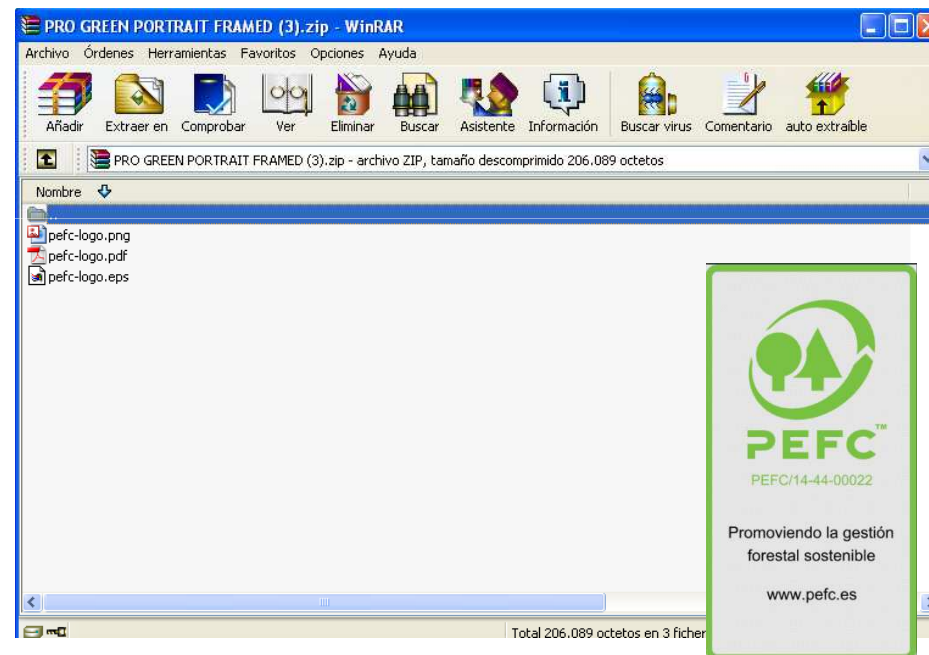 PRO GREEN PORTRAIT FRAMED (3).zip - WinRAR
Archivo Órdenes Herramientas Favoritos Opciones Ayuda
Añadir Extraer en Comprobar Ver Eliminar Buscar Asistente Información Buscar virus Comentario auto extraíble
PRO GREEN PORTRAIT FRAMED (3).zip - archivo ZIP, tamaño descomprimido 206.089 octetos
Nombre
..
pefc-logo.png
pefc-logo.pdf
pefc-logo.eps
PEFC™
PEFC/14-44-00022
Promoviendo la gestión
forestal sostenible
www.pefc.es
Total 206.089 octetos en 3 ficher